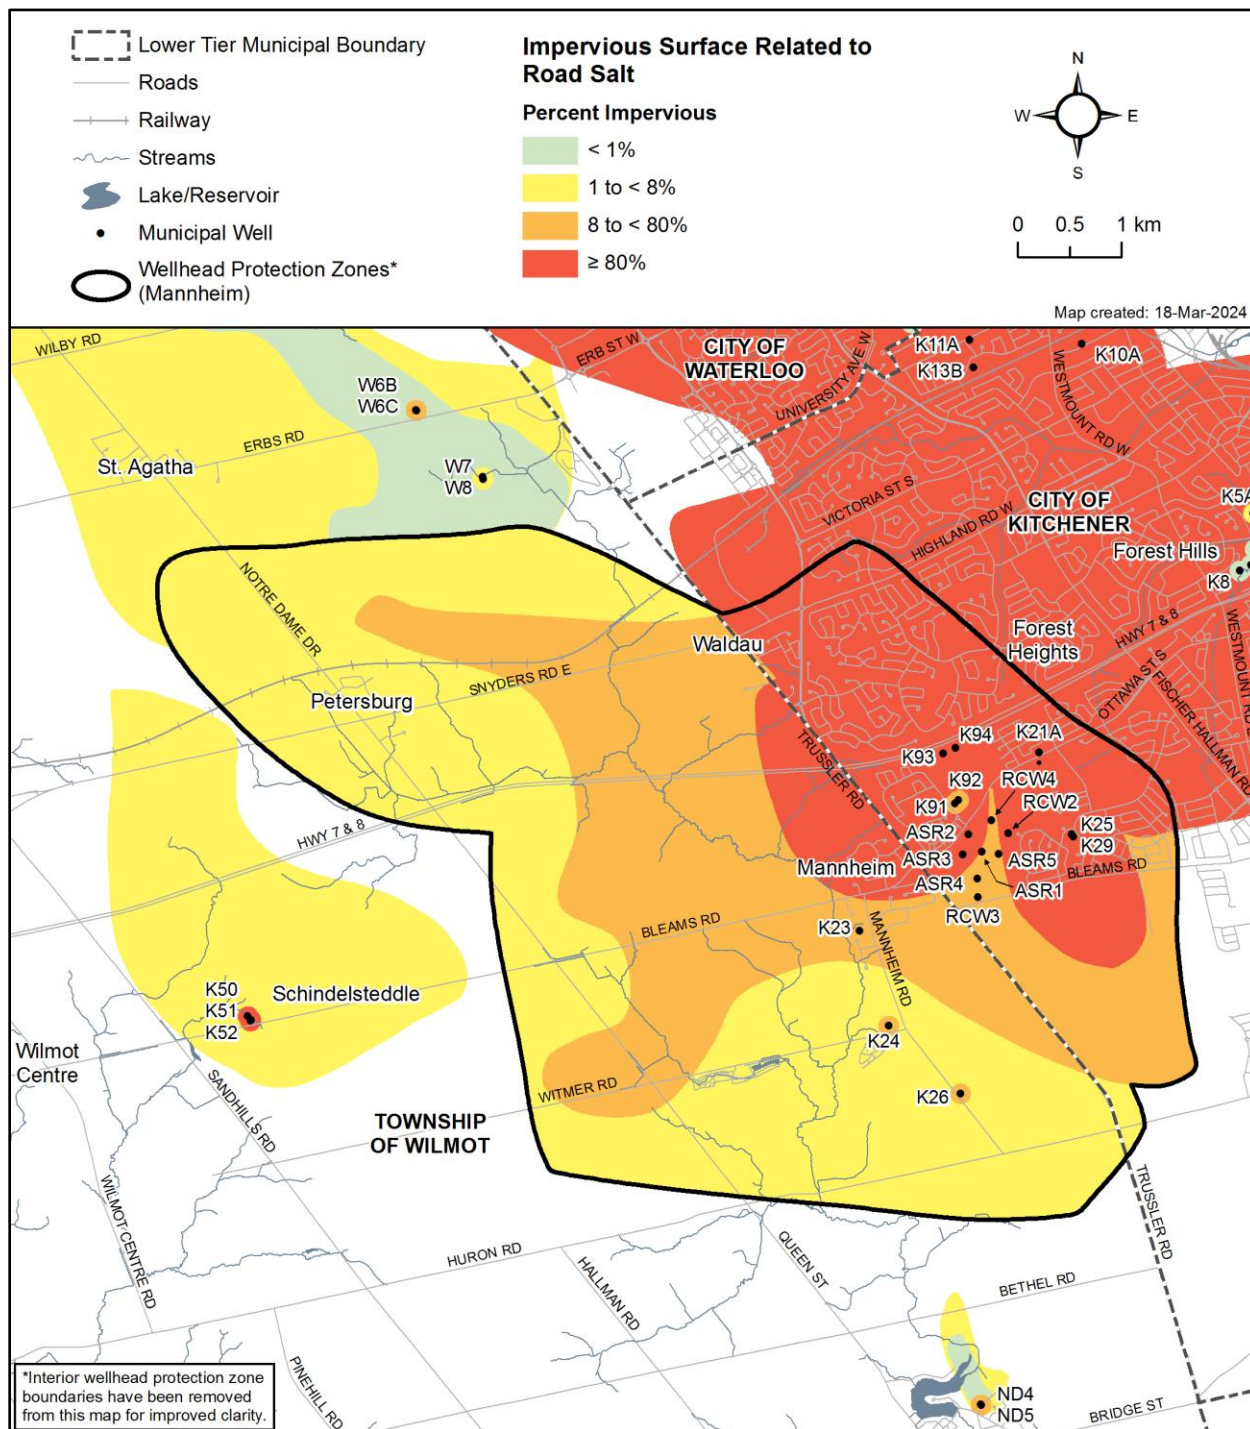 Lower Tier Municipal Boundary
Roads
Railway
Streams
Lake/Reservoir
Municipal Well
Wellhead Protection Zones*
(Mannheim)
Impervious Surface Related to
Road Salt
Percent Impervious
< 1%
1 to < 8%
8 to < 80%
≥ 80%
N
W
E
S
0 0.5 1 km
Map created: 18-Mar-2024
WILBY RD
ERB ST W
CITY OF
WATERLOO
UNIVERSITY AVE W
K11A
K13B
K10A
WESTMOUNT RD W
W6B
W6C
ERBS RD
St. Agatha
W7
W8
VICTORIA ST S
HIGHLAND RD W
CITY OF
KITCHENER
K5A
Forest Hills
K8
NOTRE DAME DR
Waldau
Forest
Heights
HWY 7 & 8
WESTMOUNT RD E
OTTAWA ST S
FISCHER HALLMAN RD
Petersburg
SNYDERS RD E
TRUSSLER RD
K93
K94
K21A
K92
K91
RCW4
RCW2
HWY 7 & 8
ASR2
K25
K29
Mannheim
ASR3
ASR5
BLEAMS RD
ASR4
ASR1
RCW3
BLEAMS RD
K23
MANNHEIM RD
K50
K51
K52
Schindelsteddle
K24
Wilmot
Centre
SANDHILLS RD
WITMER RD
K26
TOWNSHIP
OF WILMOT
WILMOT CENTRE RD
TRUSSLER RD
HURON RD
HALLMAN RD
QUEEN ST
BETHEL RD
PINEHILL RD
ND4
ND5
BRIDGE ST
*Interior wellhead protection zone
boundaries have been removed
from this map for improved clarity.